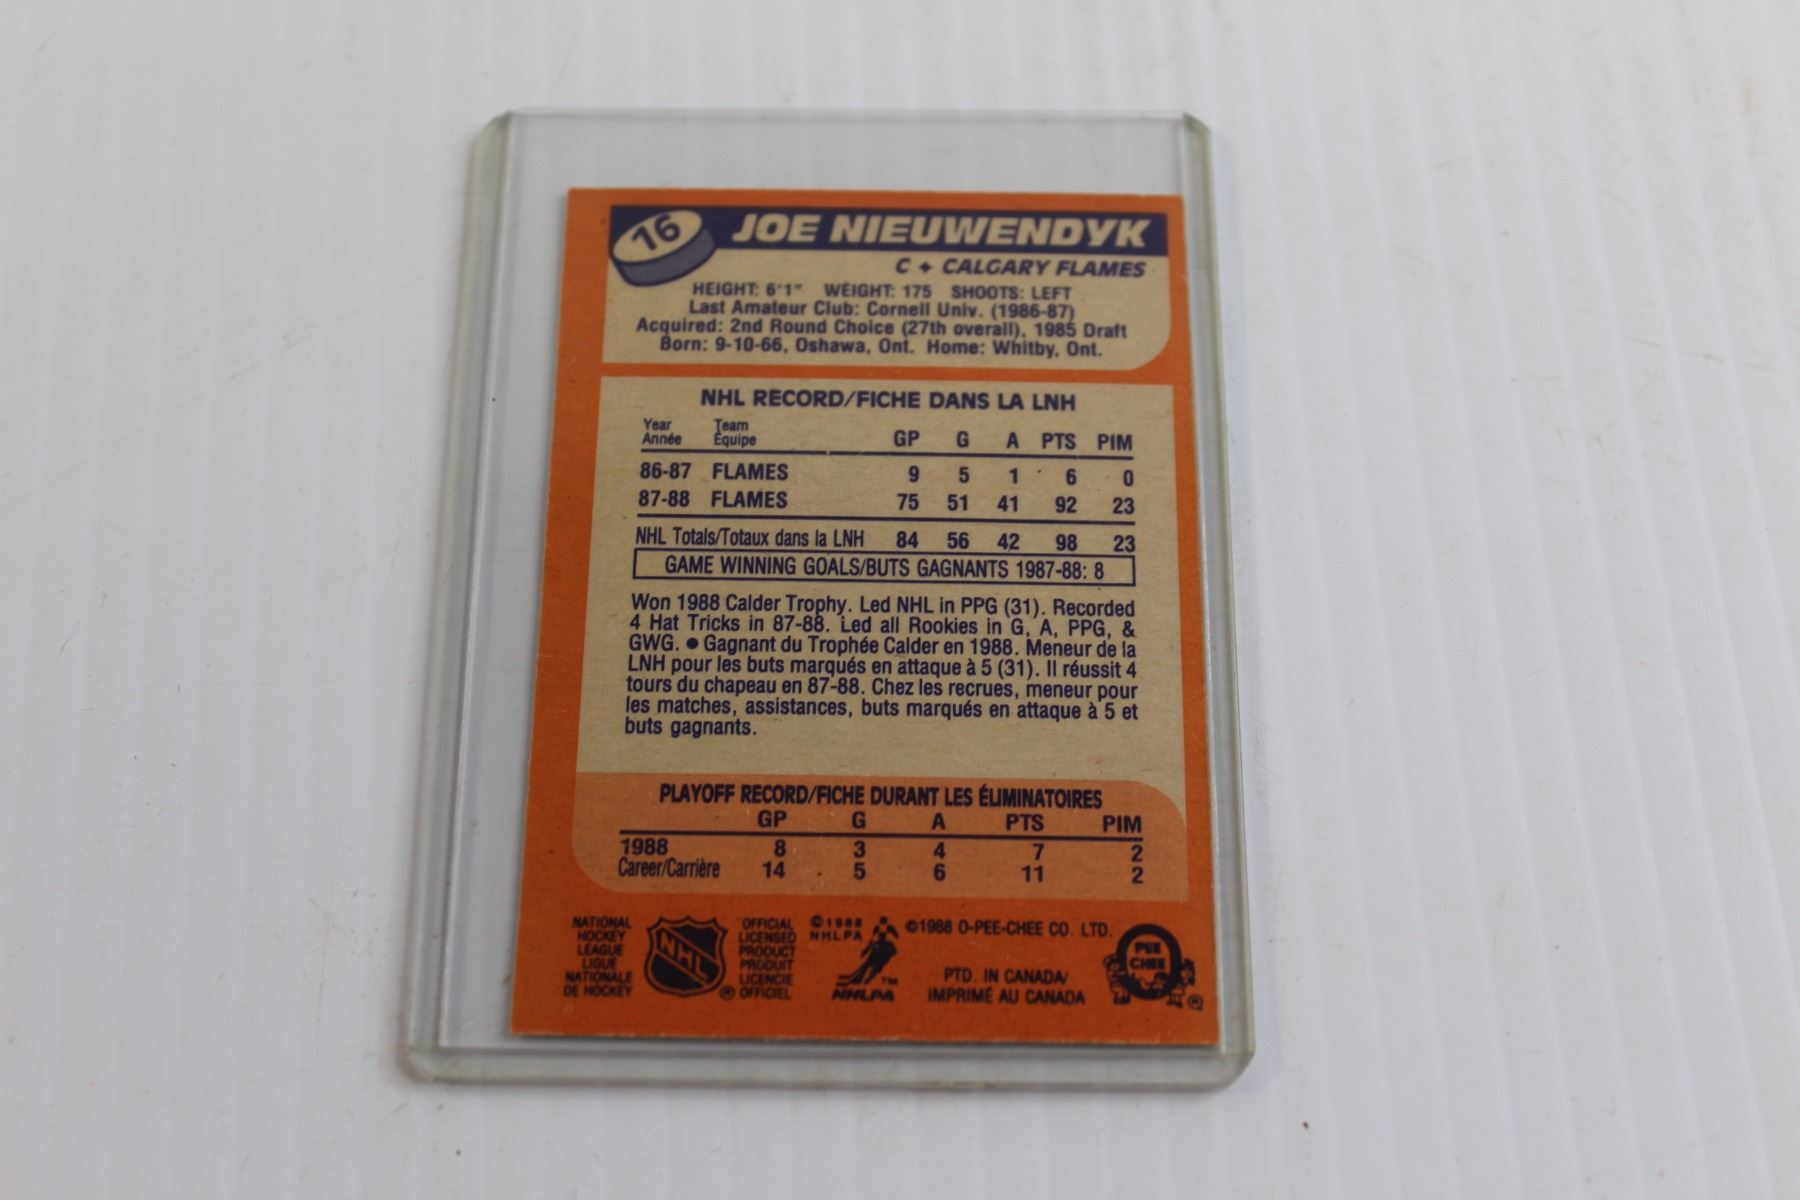 16 JOE NIEUWENDYK
C + CALGARY FLAMES
HEIGHT: 6'1" WEIGHT: 175 SHOOTS: LEFT
Last Amateur Club: Cornell Univ. (1986-87)
Acquired: 2nd Round Choice (27th overall), 1985 Draft
Born: 9-10-66, Oshawa, Ont. Home: Whitby, Ont.
NHL RECORD/FICHE DANS LA LNH
Year Team
Année Équipe GP G A PTS PIM
86-87 FLAMES 9 5 1 6 0
87-88 FLAMES 75 51 41 92 23
NHL Totals/Totaux dans la LNH 84 56 42 98 23
GAME WINNING GOALS/BUTS GAGNANTS 1987-88: 8
Won 1988 Calder Trophy. Led NHL in PPG (31). Recorded
4 Hat Tricks in 87-88. Led all Rookies in G, A, PPG, &
GWG. ● Gagnant du Trophée Calder en 1988. Meneur de la
LNH pour les buts marqués en attaque à 5 (31). Il réussit 4
tours du chapeau en 87-88. Chez les recrues, meneur pour
les matches, assistances, buts marqués en attaque à 5 et
buts gagnants.
PLAYOFF RECORD/FICHE DURANT LES ÉLIMINATOIRES
GP G A PTS PIM
1988 8 3 4 7 2
Career/Carrière 14 5 6 11 2
NATIONAL
HOCKEY
LEAGUE
LIGUE
NATIONALE
DE HOCKEY
NHL
®
OFFICIAL
LICENSED
PRODUCT
PRODUIT
LICENCIE
OFFICIEL
©1988
NHLPA
™
NHLPA
©1988 O-PEE-CHEE CO. LTD.
PTD. IN CANADA/
IMPRIMÉ AU CANADA
PEE
CHEE
®